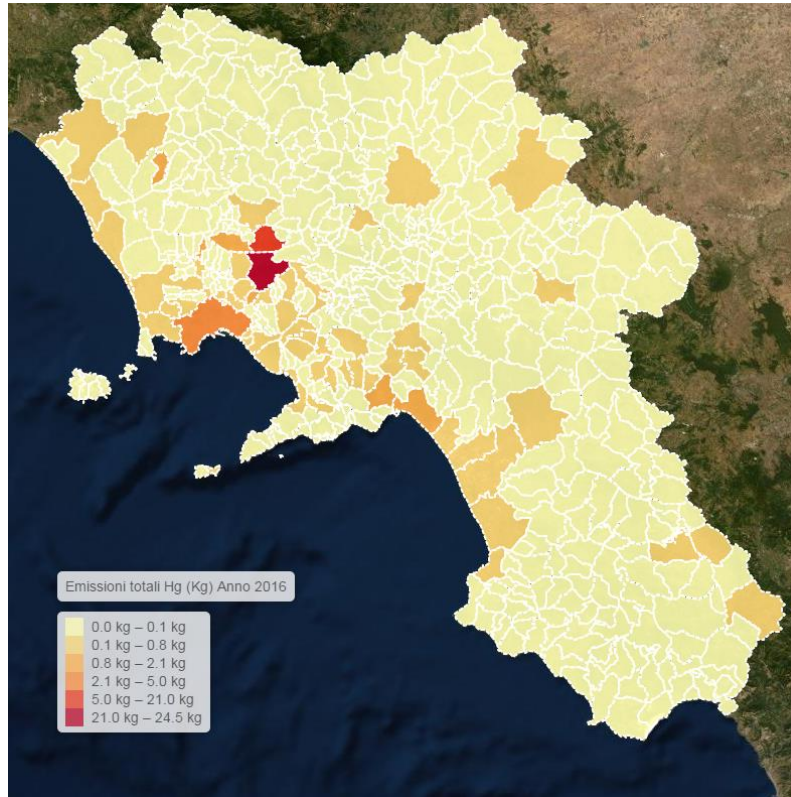 Emissioni totali Hg (Kg) Anno 2016
0.0 kg – 0.1 kg
0.1 kg – 0.8 kg
0.8 kg – 2.1 kg
2.1 kg – 5.0 kg
5.0 kg – 21.0 kg
21.0 kg – 24.5 kg